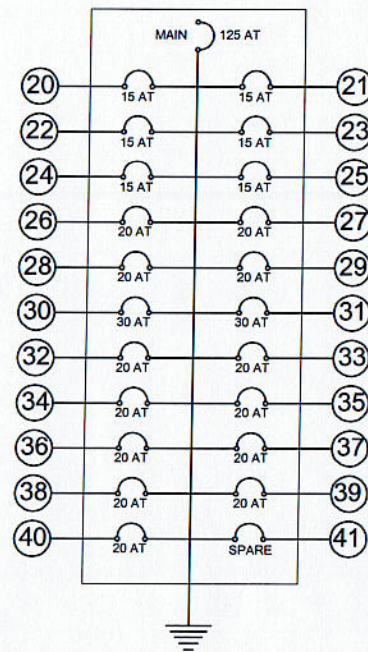 MAIN 125 AT
20 21
15 AT 15 AT
22 23
15 AT 15 AT
24 25
15 AT 15 AT
26 27
20 AT 20 AT
28 29
20 AT 20 AT
30 31
30 AT 30 AT
32 33
20 AT 20 AT
34 35
20 AT 20 AT
36 37
20 AT 20 AT
38 39
20 AT 20 AT
40 41
20 AT SPARE